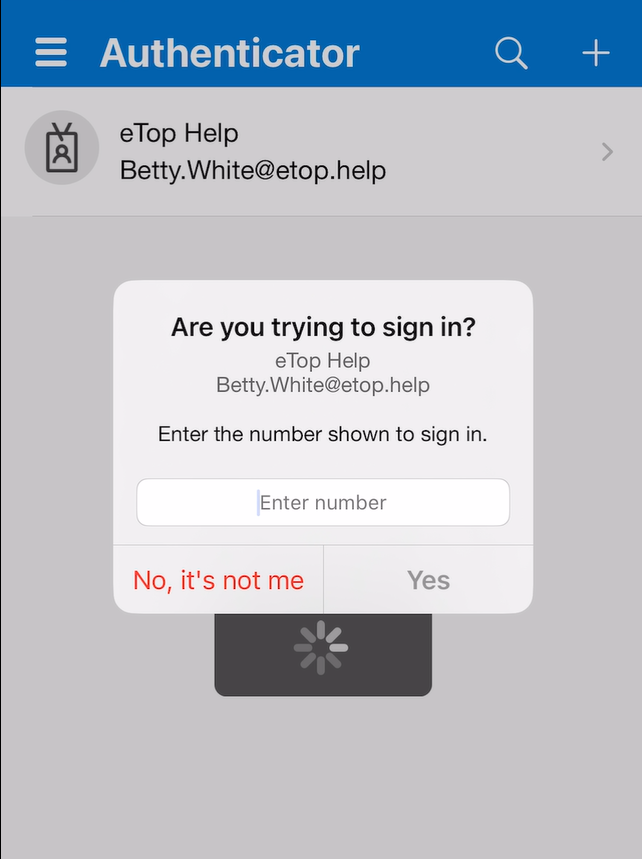 Authenticator
eTop Help
Betty.White@etop.help
Are you trying to sign in?
eTop Help
Betty.White@etop.help
Enter the number shown to sign in.
Enter number
No, it's not me
Yes